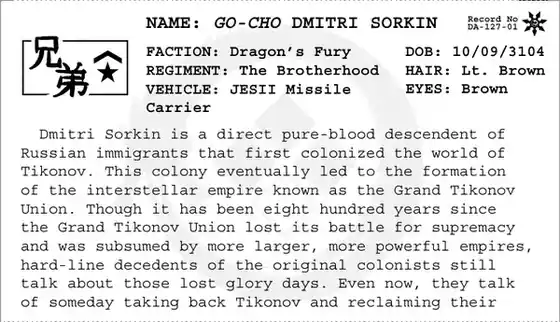 NAME: GO-CHO DMITRI SORKIN
Record No
DA-127-01
兄弟
FACTION: Dragon's Fury
DOB: 10/09/3104
REGIMENT: The Brotherhood
HAIR: Lt. Brown
VEHICLE: JESII Missile
EYES: Brown
Carrier
Dmitri Sorkin is a direct pure-blood descendent of
Russian immigrants that first colonized the world of
Tikonov. This colony eventually led to the formation
of the interstellar empire known as the Grand Tikonov
Union. Though it has been eight hundred years since
the Grand Tikonov Union lost its battle for supremacy
and was subsumed by more larger, more powerful empires,
hard-line decedents of the original colonists still
talk about those lost glory days. Even now, they talk
of someday taking back Tikonov and reclaiming their